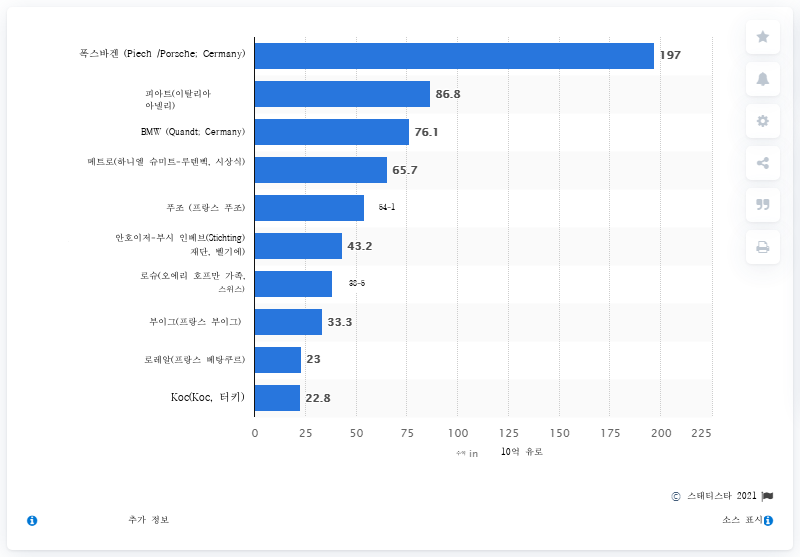 폭스바겐 (Piech /Porsche; Germany)
197
피아트(이탈리아
아넬리)
86.8
BMW (Quandt; Germany)
76.1
메트로(하니엘 슈미트-루텐벡, 시상식)
65.7
푸조 (프랑스 푸조)
54-1
안호이저-부시 인베브(Stichting)
재단, 벨기에)
43.2
로슈(오에리 호프만 가족,
스위스)
38-5
부이그(프랑스 부이그)
33.3
로레알(프랑스 베탕쿠르)
23
Koc(Koc, 터키)
22.8
0 25 50 75 100 125 150 175 200 225
수익 in 10억 유로
© 스태티스타 2021
추가 정보
소스 표시